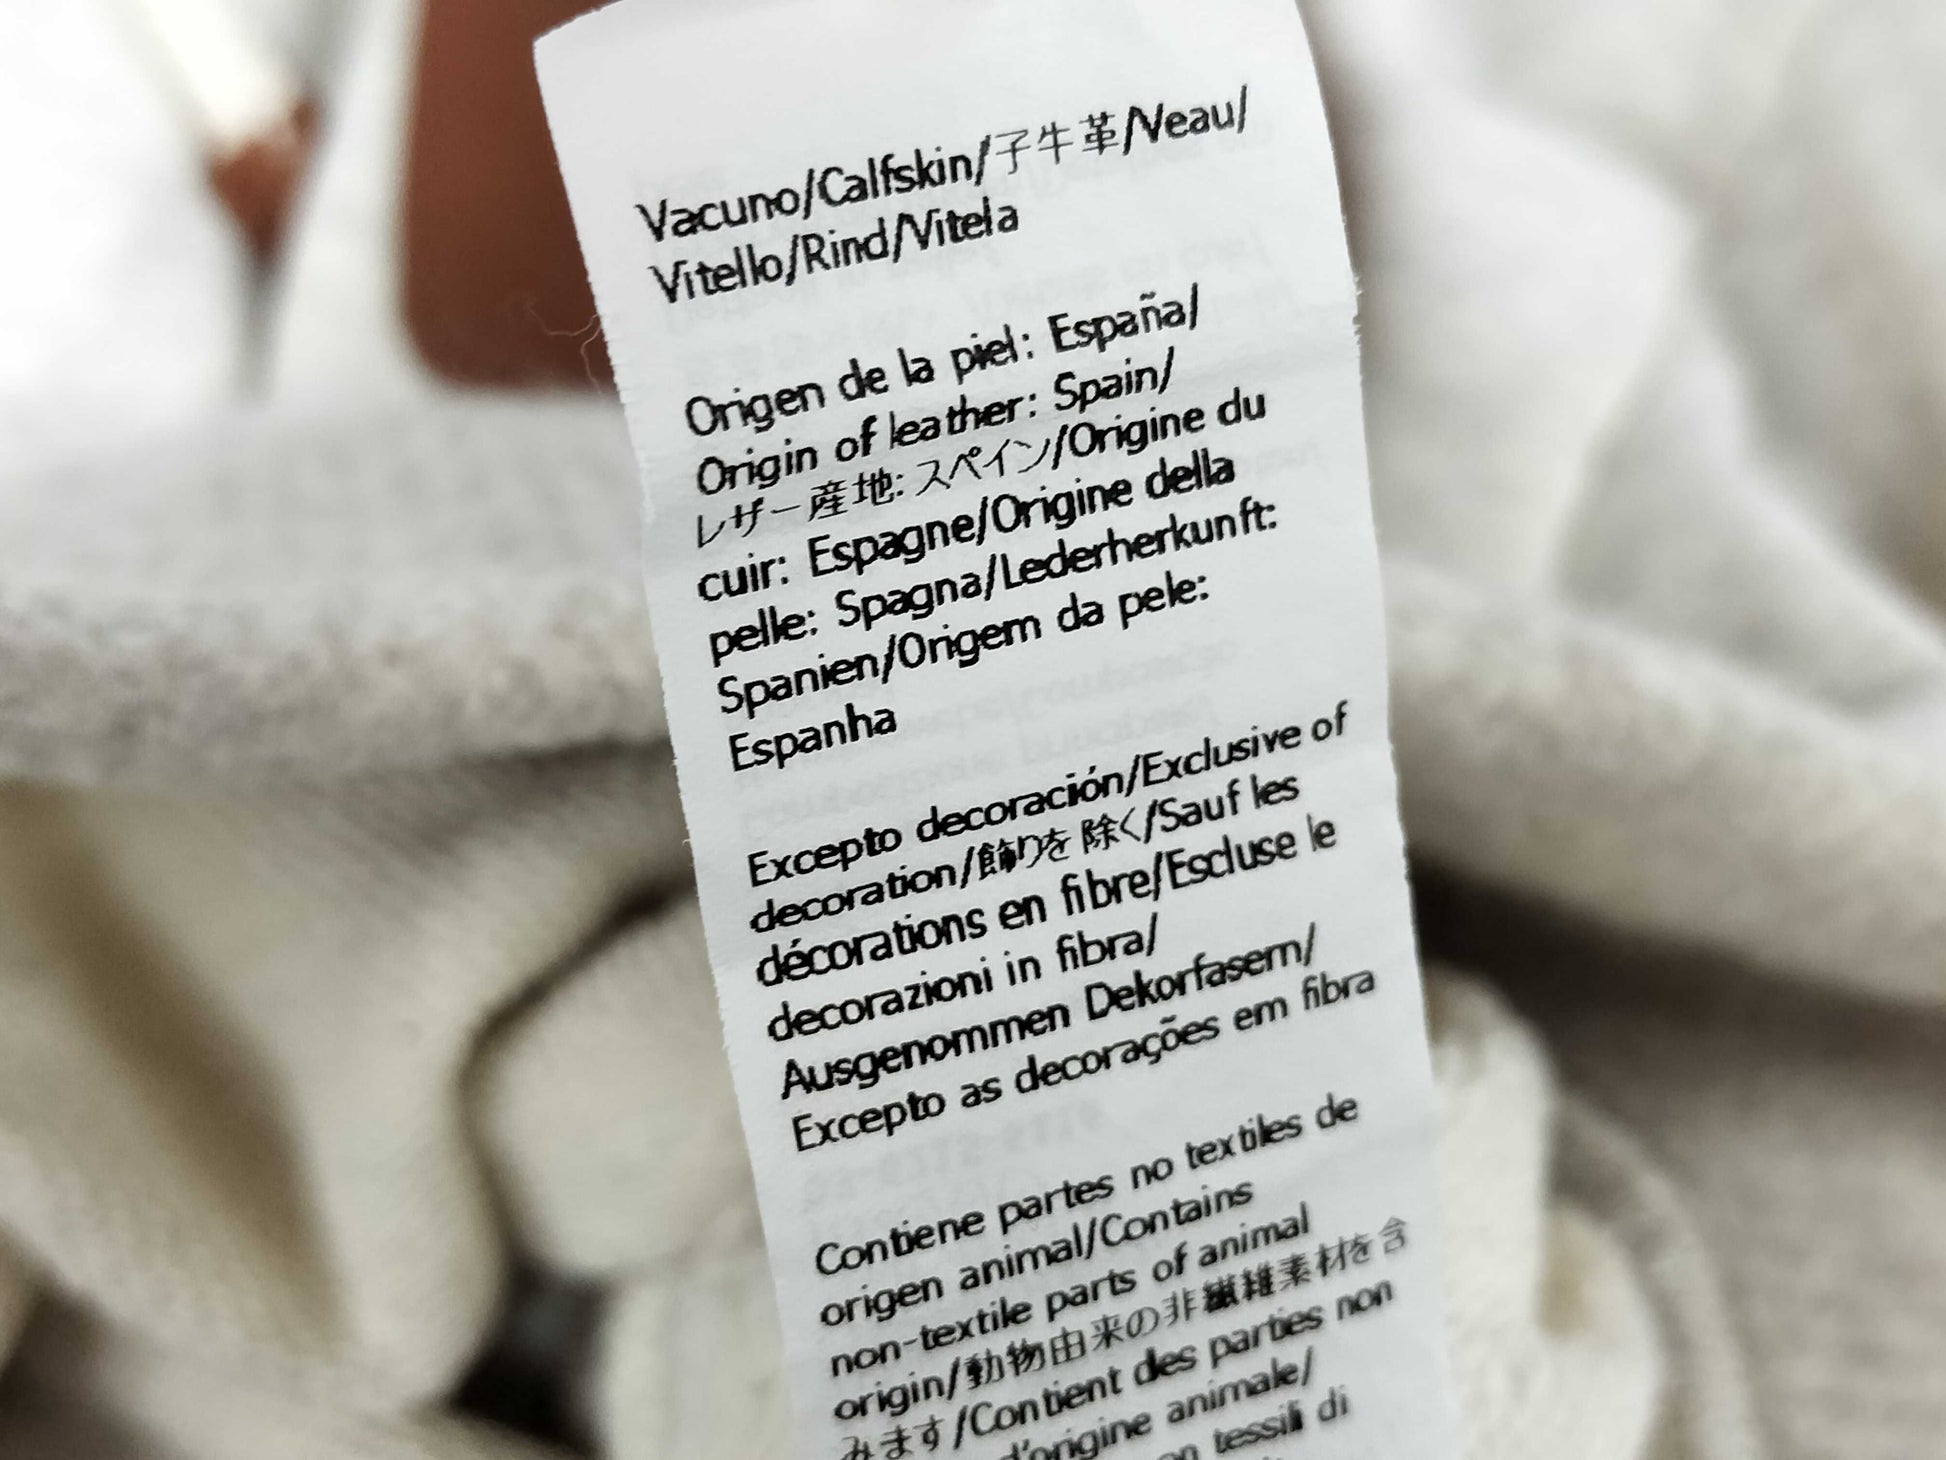 Vacuno/Calfskin/子牛革/Veau/
Vitello/Rind/Vitela
Origen de la piel: España/
Origin of leather: Spain/
レザー産地: スペイン/Origine du
cuir: Espagne/Origine della
pelle: Spagna/Lederherkunft:
Spanien/Origem da pele:
Espanha
Excepto decoración/Exclusive of
decoration/飾りを除く/Sauf les
décorations en fibre/Escluse le
decorazioni in fibra/
Ausgenommen Dekorfasern/
Excepto as decorações em fibra
Contiene partes no textiles de
origen animal/Contains
non-textile parts of animal
origin/動物由来の非繊維素材を含
みます/Contient des parties non
d'origine animale/
tessili di